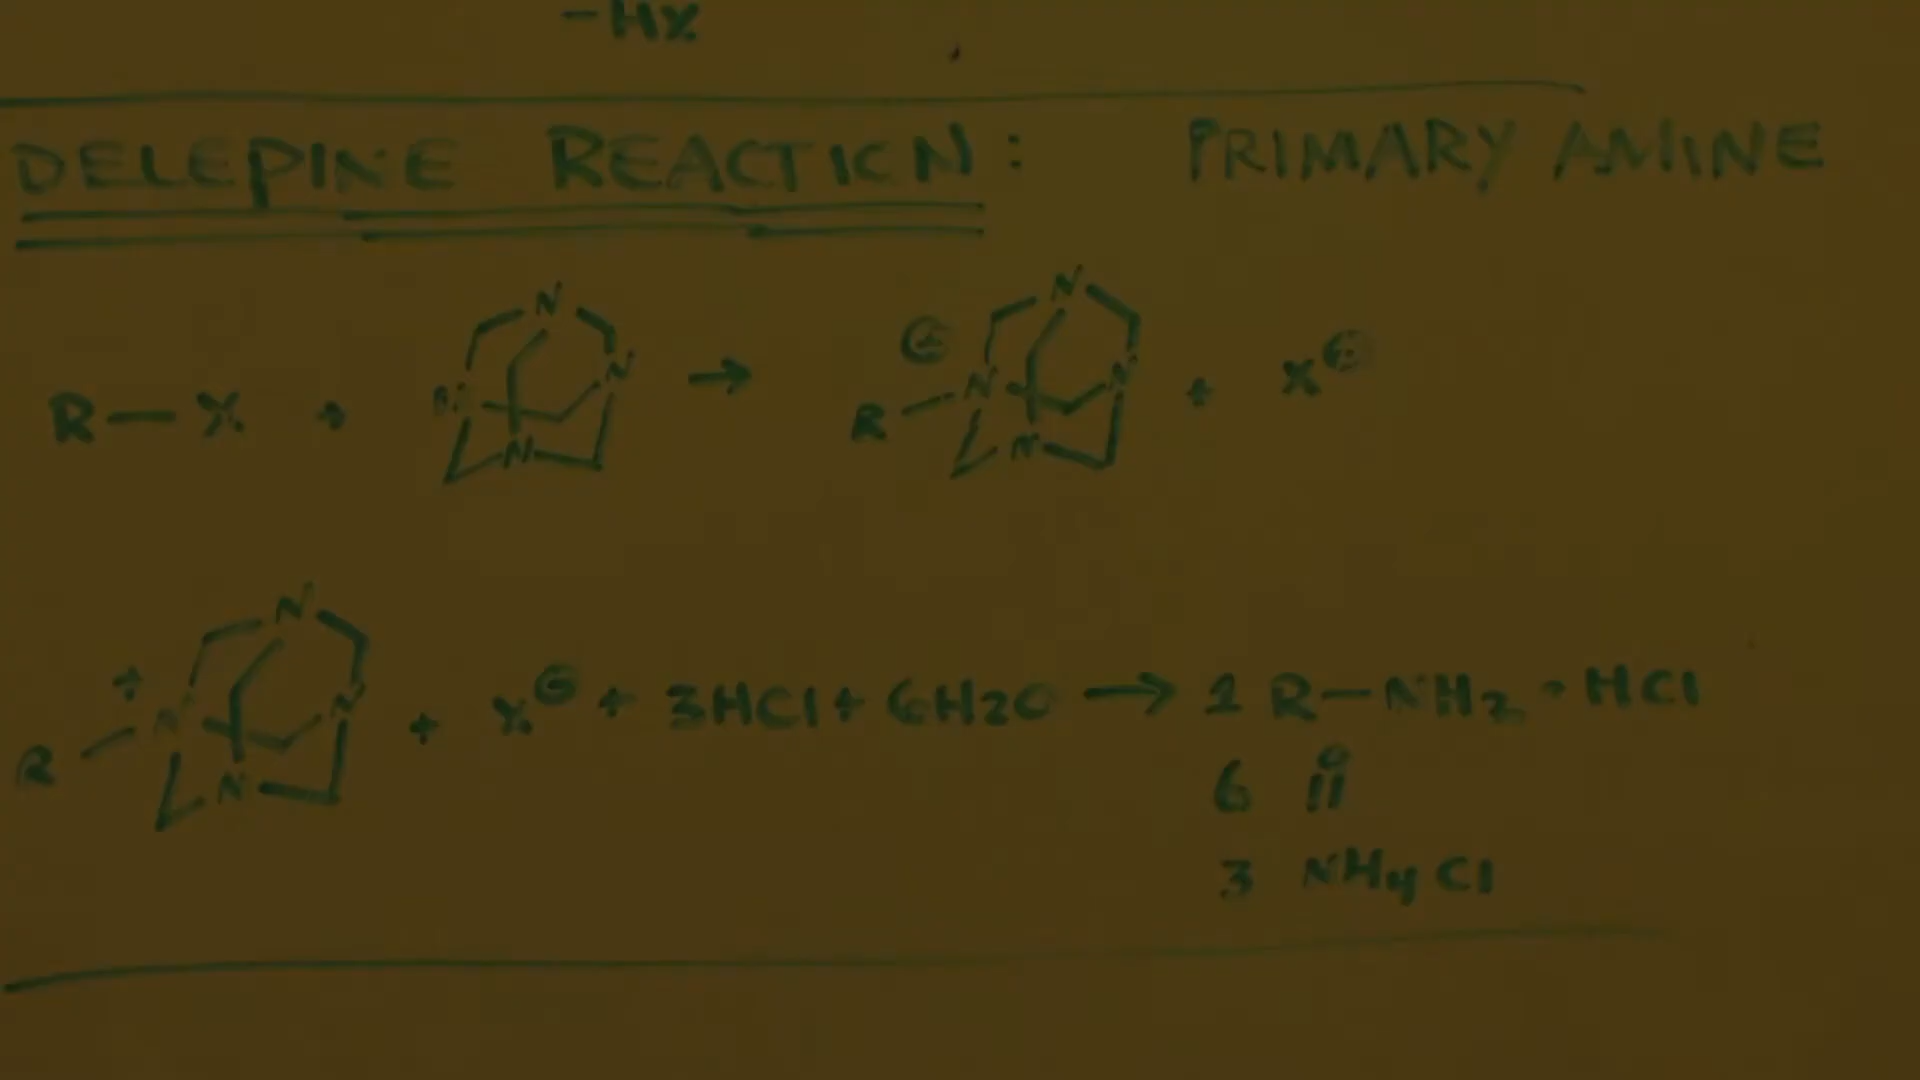 -HX
DELEPINE REACTION: PRIMARY AMINE
R-X + N N N N → R-N⊕ N N N + X⊖
R-N+ N N N + X⊖ + 3HCl + 6H2O → 1 R-NH2·HCl
6
3 NH4Cl